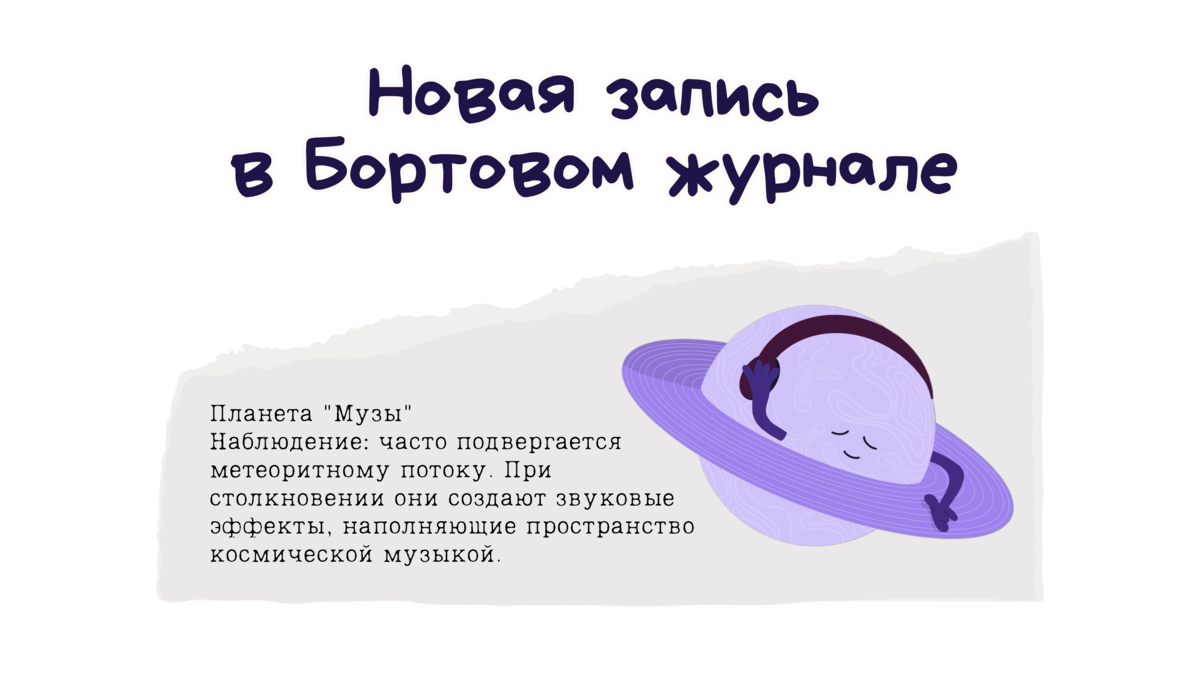 Новая запись
в Бортовом журнале
Планета "Музы"
Наблюдение: часто подвергается
метеоритному потоку. При
столкновении они создают звуковые
эффекты, наполняющие пространство
космической музыкой.